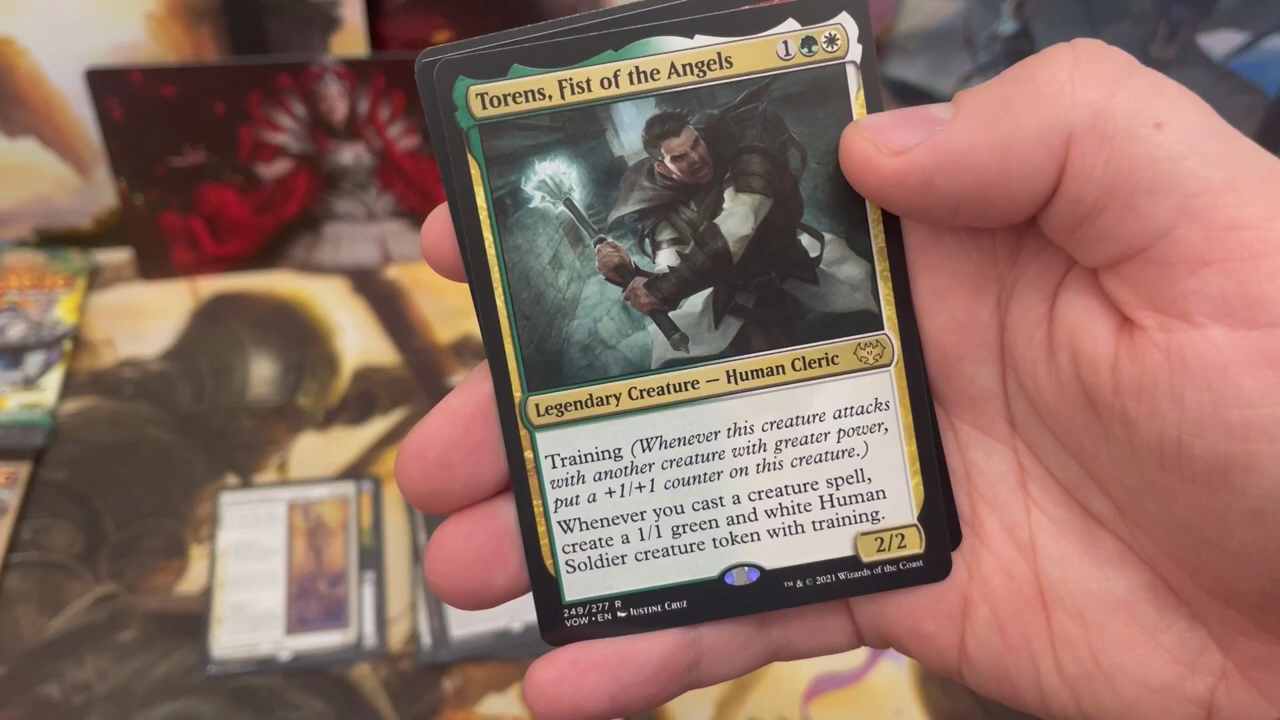 Torens, Fist of the Angels 1
Legendary Creature — Human Cleric
Training (Whenever this creature attacks
with another creature with greater power,
put a +1/+1 counter on this creature.)
Whenever you cast a creature spell,
create a 1/1 green and white Human
Soldier creature token with training.
2/2
249/277 R
VOW • EN JUSTINE CRUZ
™ & © 2021 Wizards of the Coast